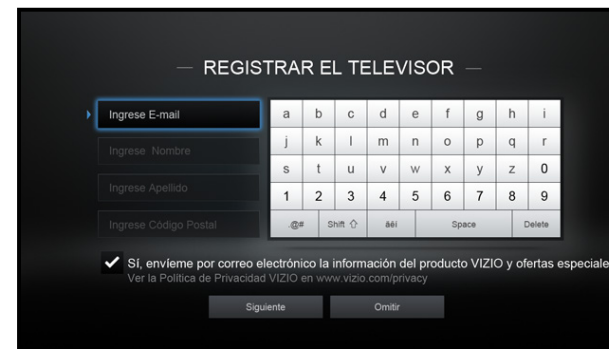 — REGISTRAR EL TELEVISOR —
Ingrese E-mail
Ingrese Nombre
Ingrese Apellido
Ingrese Código Postal
a b c d e f g h i
j k l m n o p q r
s t u v w x y z 0
1 2 3 4 5 6 7 8 9
.@# Shift ⇧ äéí Space Delete
Sí, envíeme por correo electrónico la información del producto VIZIO y ofertas especiale
Ver la Política de Privacidad VIZIO en www.vizio.com/privacy
Siguiente Omitir